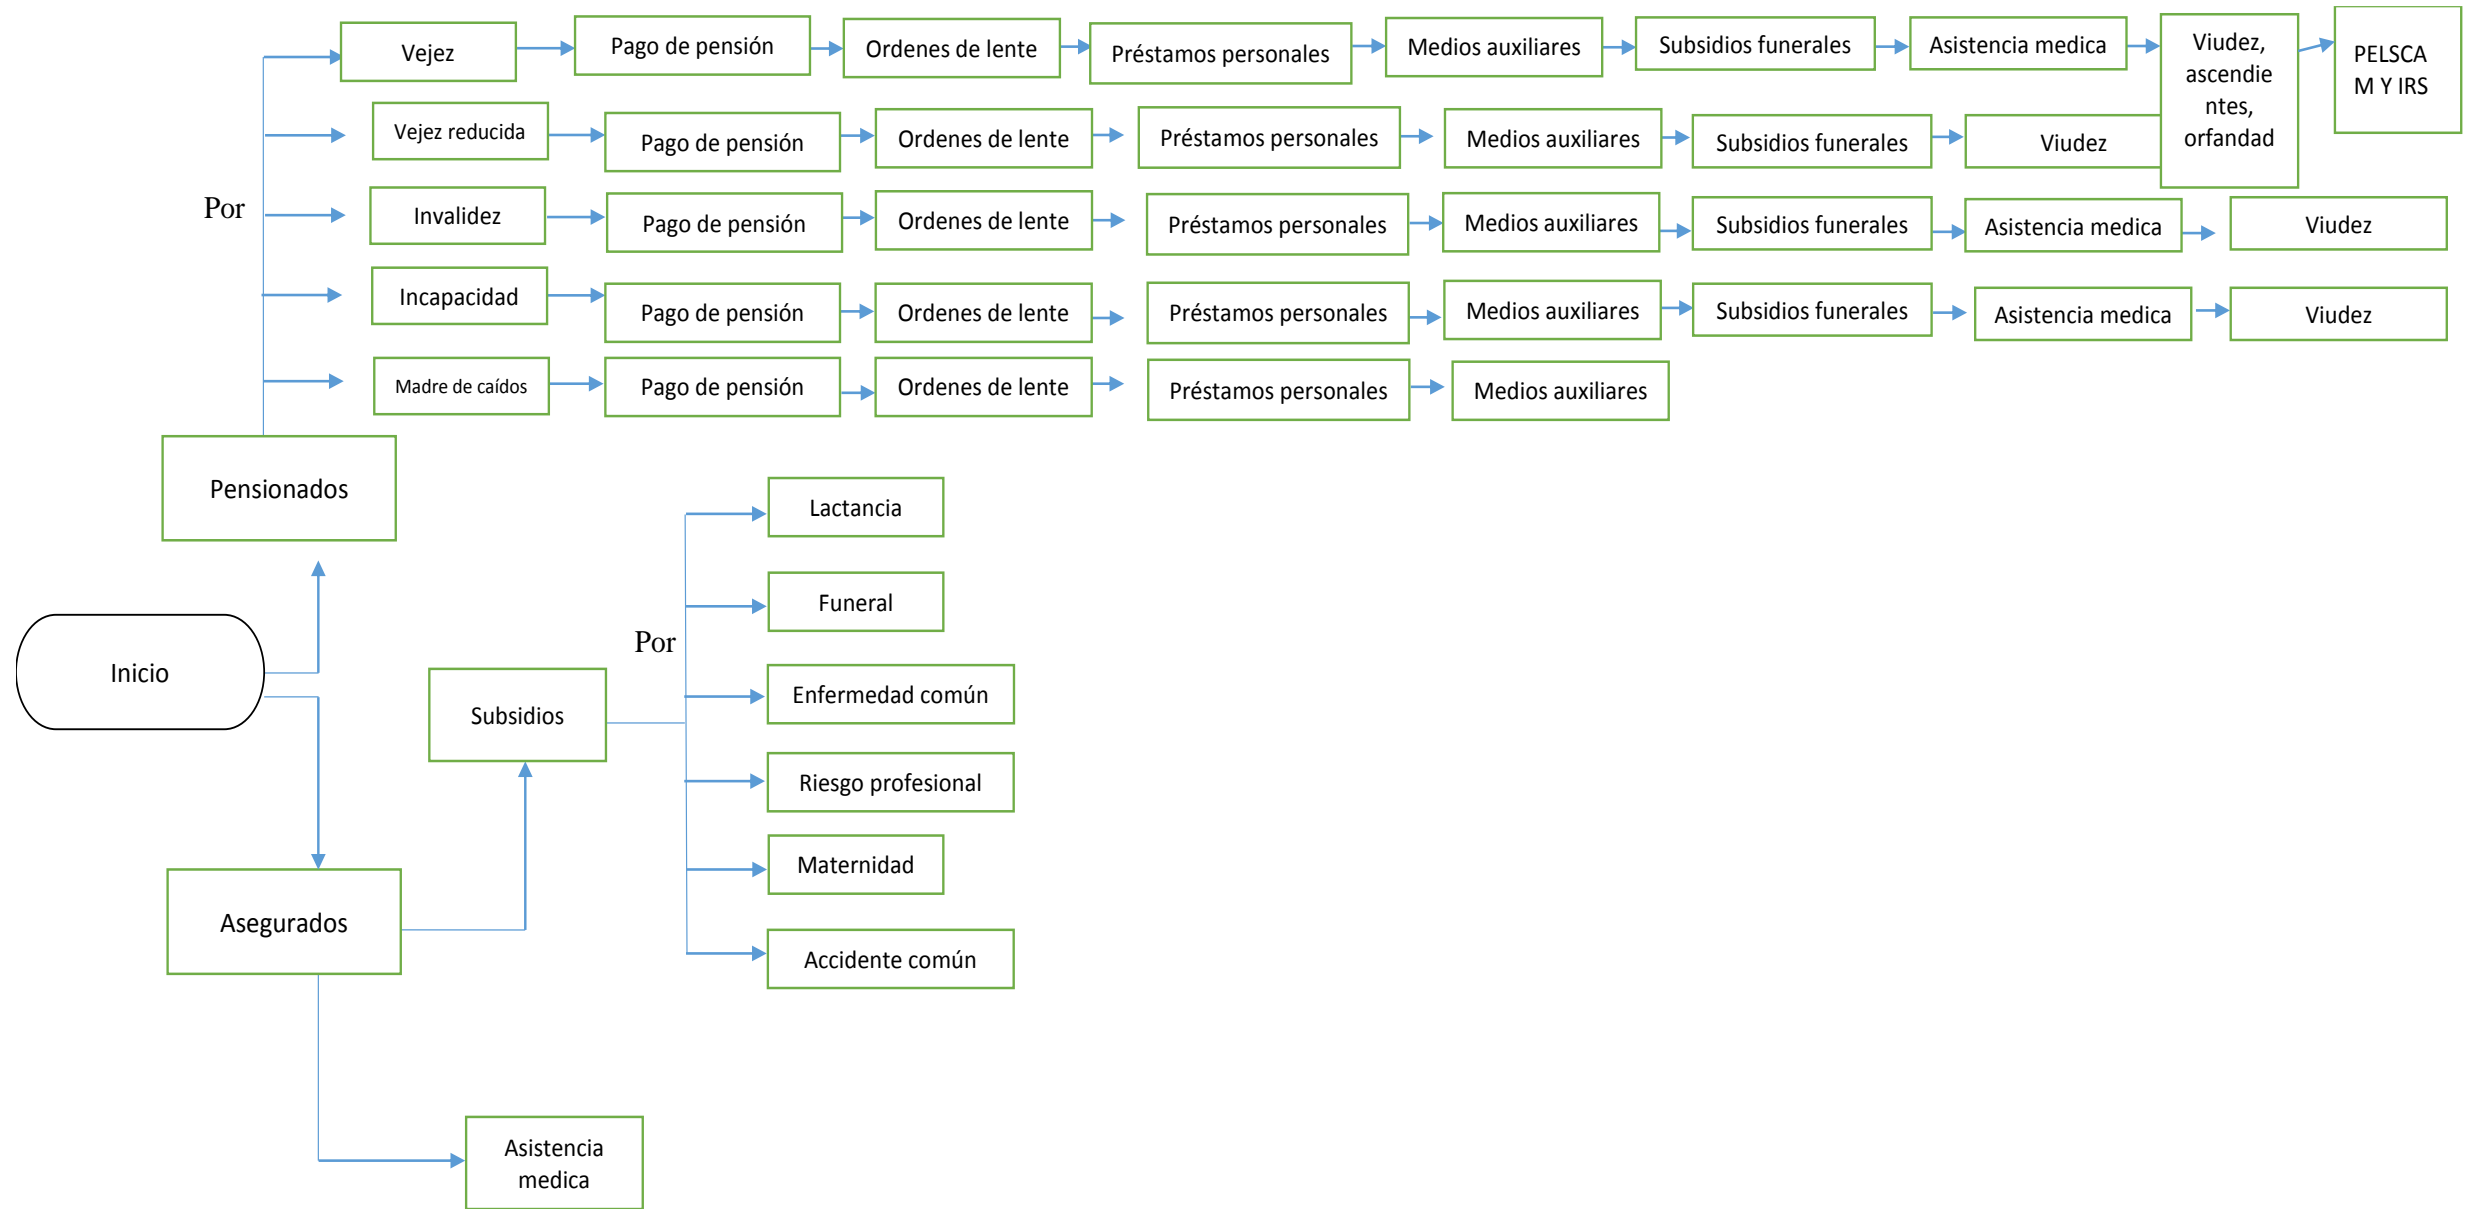 Vejez
Pago de pensión
Ordenes de lente
Préstamos personales
Medios auxiliares
Subsidios funerales
Asistencia medica
Viudez,
ascendie
ntes,
orfandad
PELSCA
M Y IRS
Vejez reducida
Pago de pensión
Ordenes de lente
Préstamos personales
Medios auxiliares
Subsidios funerales
Viudez
Por
Invalidez
Pago de pensión
Ordenes de lente
Préstamos personales
Medios auxiliares
Subsidios funerales
Asistencia medica
Viudez
Incapacidad
Pago de pensión
Ordenes de lente
Préstamos personales
Medios auxiliares
Subsidios funerales
Asistencia medica
Viudez
Madre de caídos
Pago de pensión
Ordenes de lente
Préstamos personales
Medios auxiliares
Pensionados
Lactancia
Funeral
Por
Inicio
Subsidios
Enfermedad común
Riesgo profesional
Maternidad
Asegurados
Accidente común
Asistencia
medica